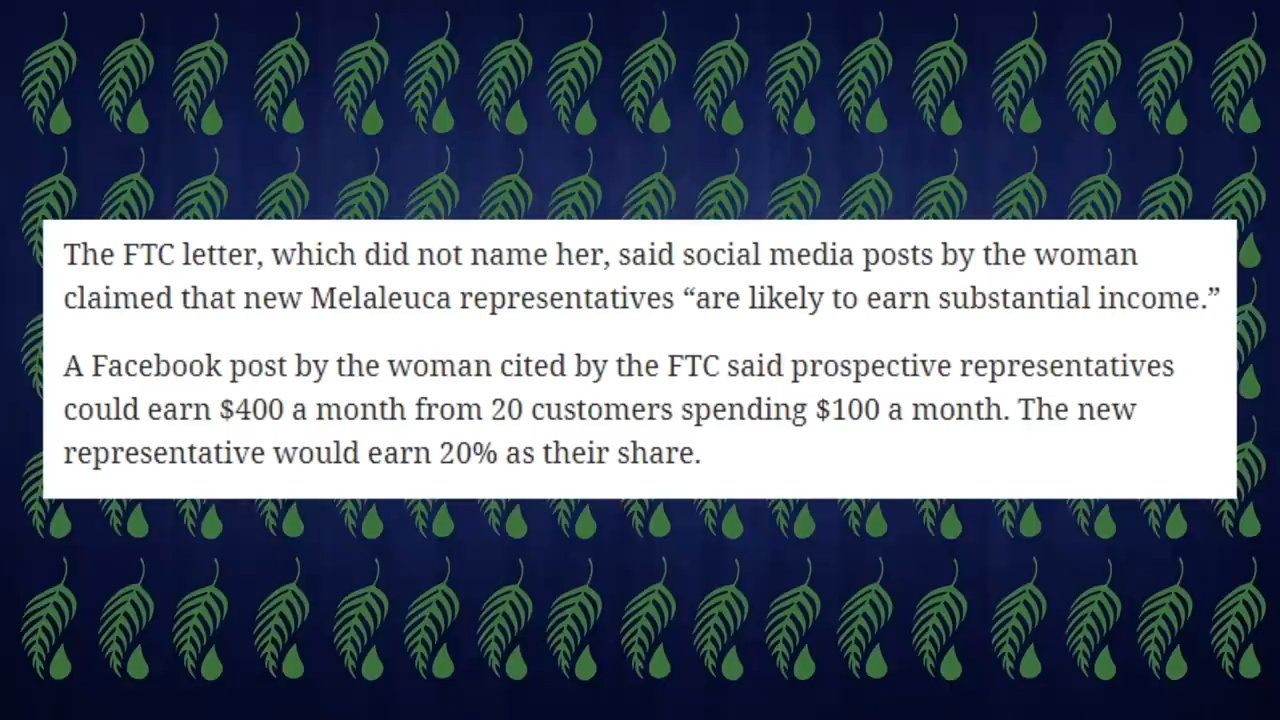 The FTC letter, which did not name her, said social media posts by the woman
claimed that new Melaleuca representatives “are likely to earn substantial income.”
A Facebook post by the woman cited by the FTC said prospective representatives
could earn $400 a month from 20 customers spending $100 a month. The new
representative would earn 20% as their share.